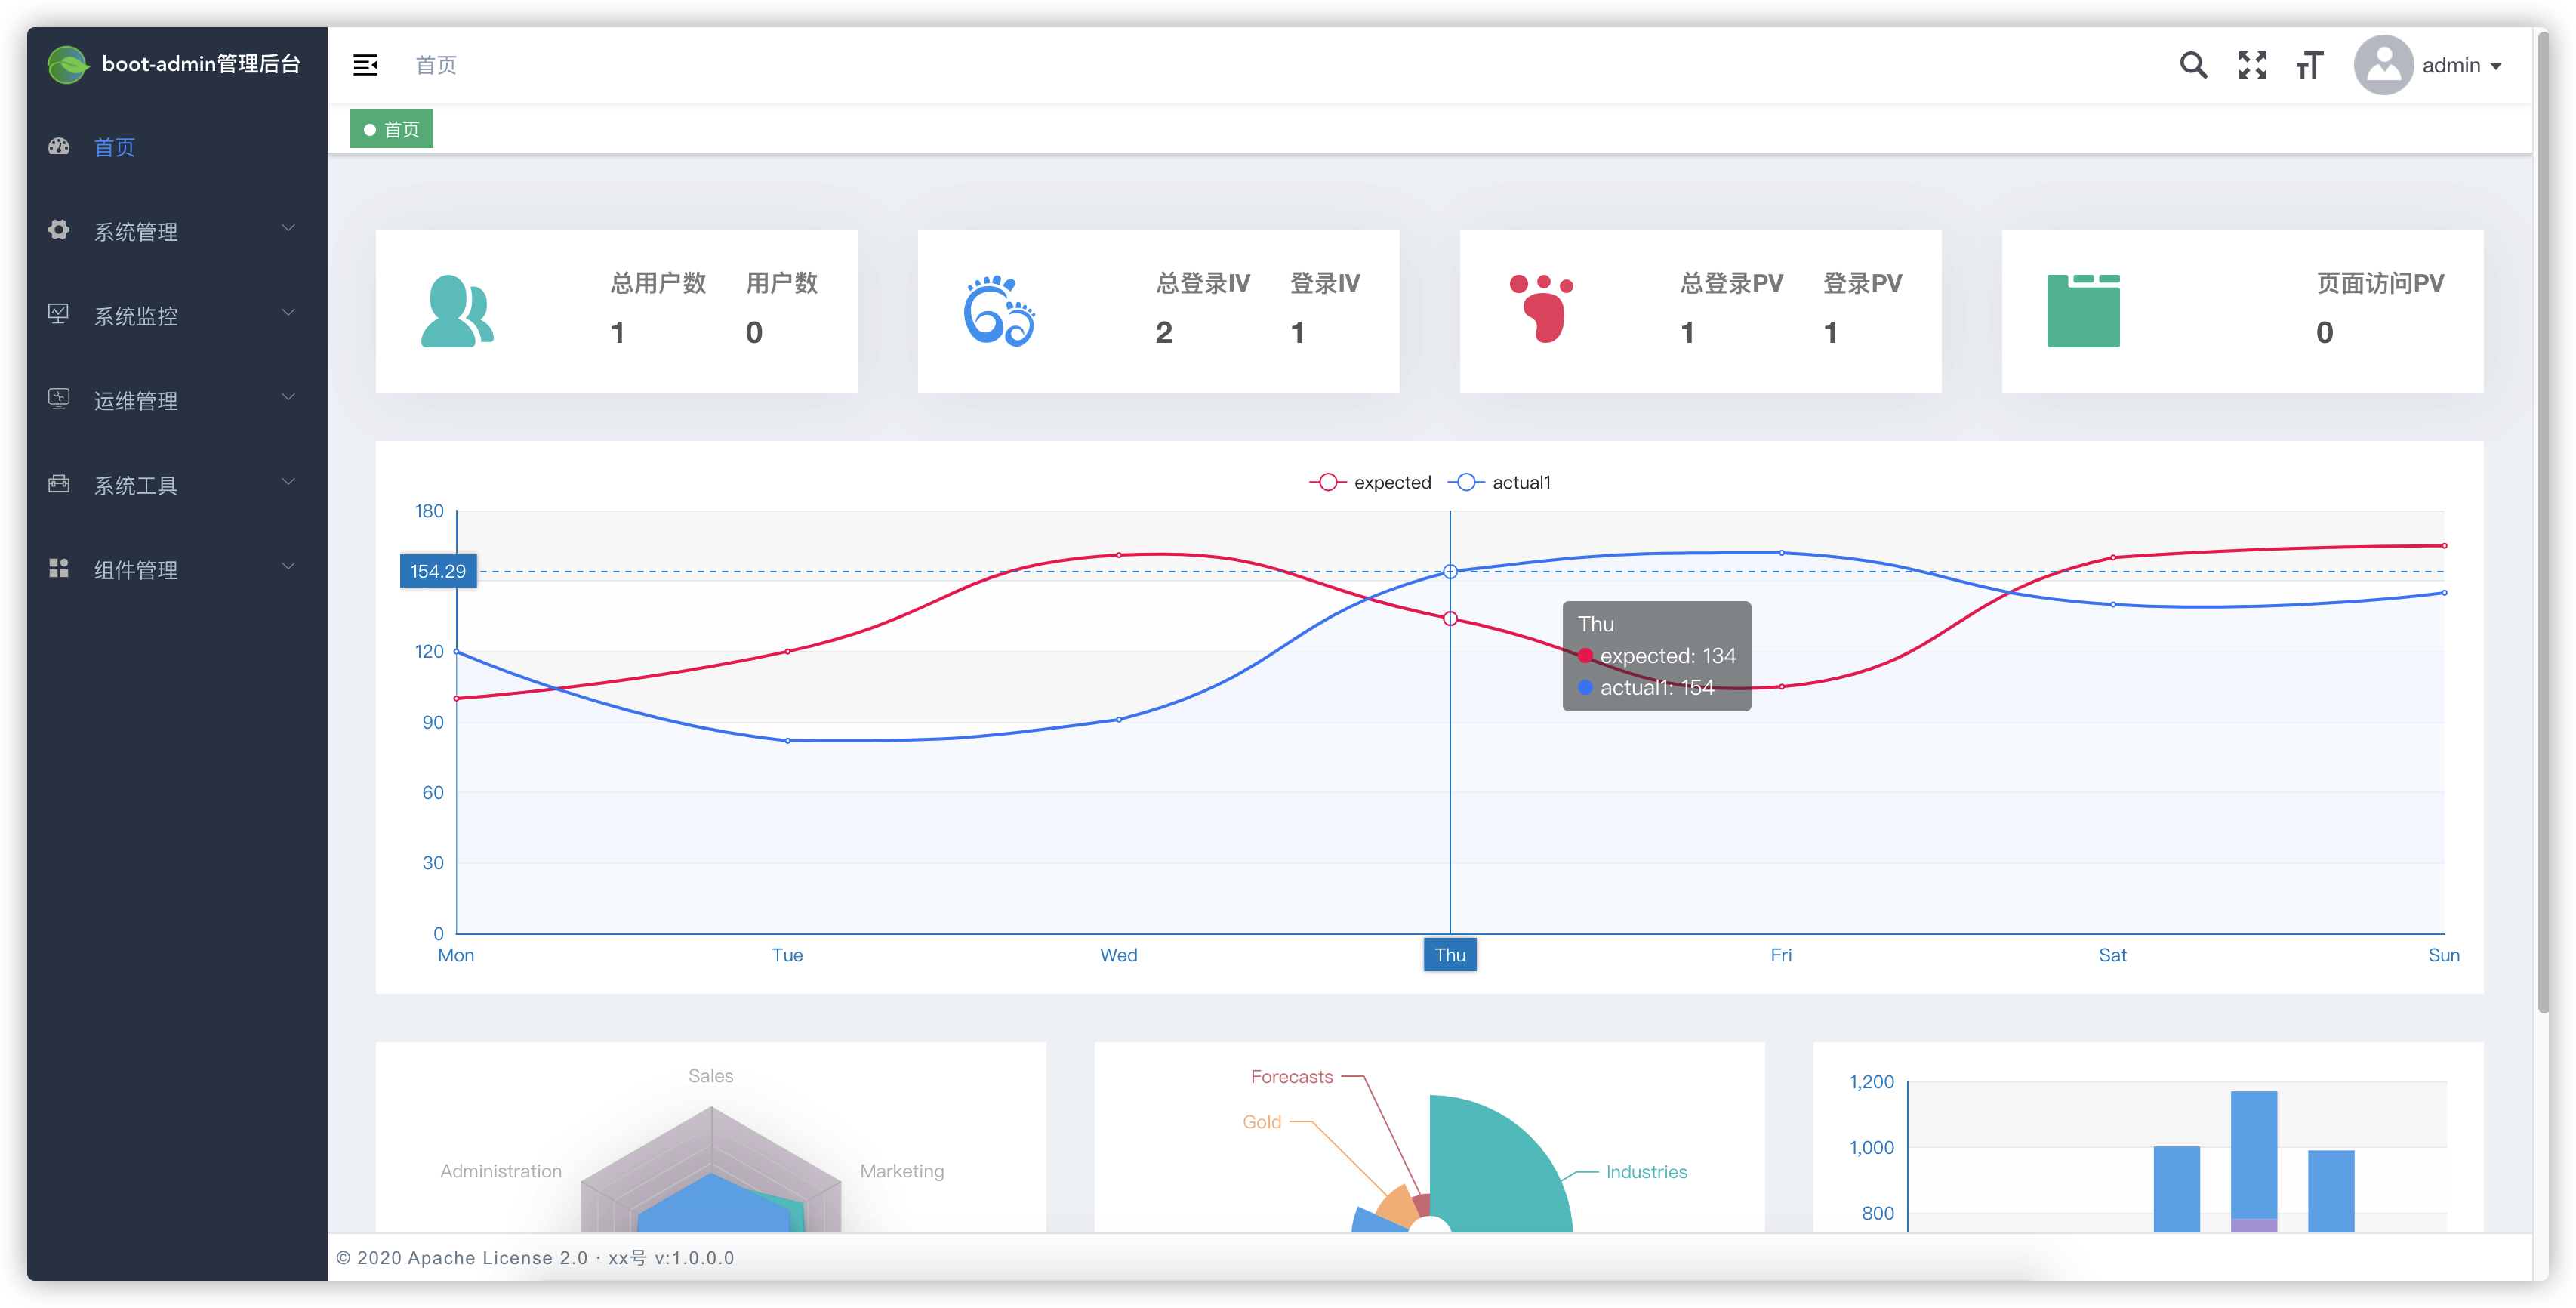 boot-admin管理后台
首页
admin
首页
首页
系统管理
系统监控
运维管理
系统工具
组件管理
总用户数 用户数
1 0
总登录IV 登录IV
2 1
总登录PV 登录PV
1 1
页面访问PV
0
expected actual1
180
154.29
120
90
60
30
0
Thu
expected: 134
actual1: 154
Mon Tue Wed Thu Fri Sat Sun
Sales
Administration
Marketing
Forecasts
Gold
Industries
1,200
1,000
800
© 2020 Apache License 2.0 · xx号 v:1.0.0.0